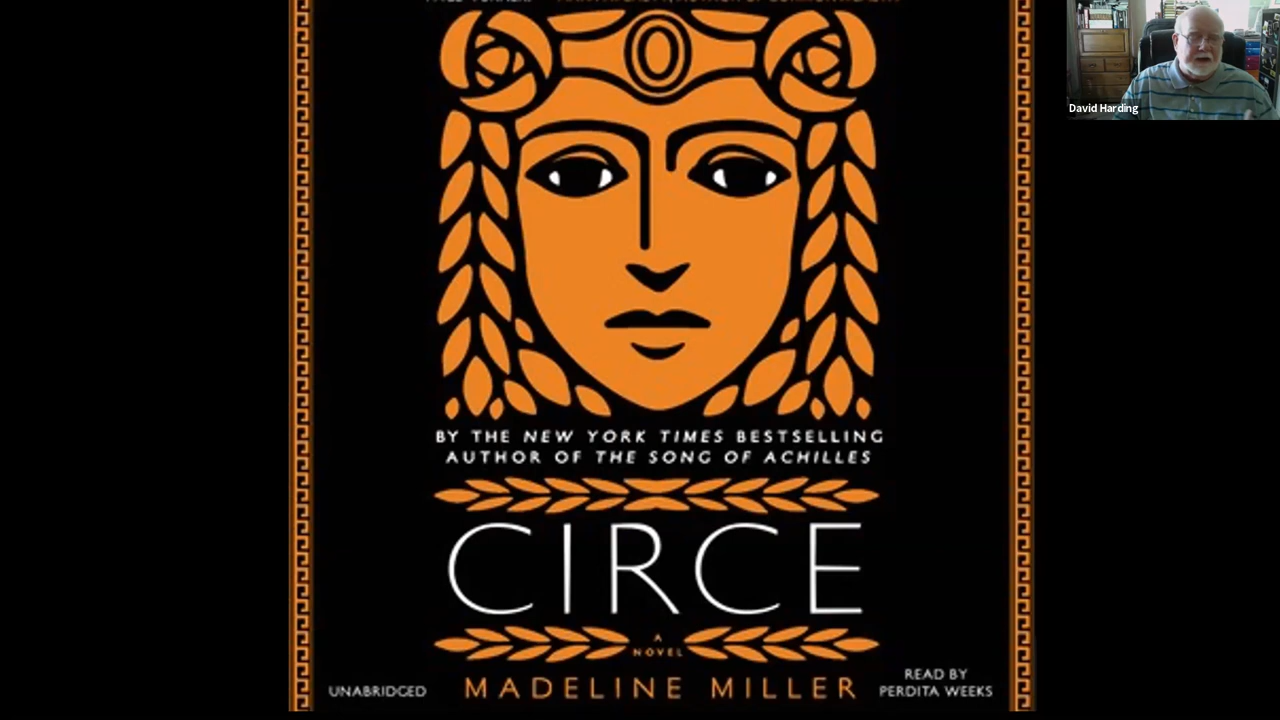 David Harding
BY THE NEW YORK TIMES BESTSELLING
AUTHOR OF THE SONG OF ACHILLES
CIRCE
A
NOVEL
UNABRIDGED
MADELINE MILLER
READ BY
PERDITA WEEKS